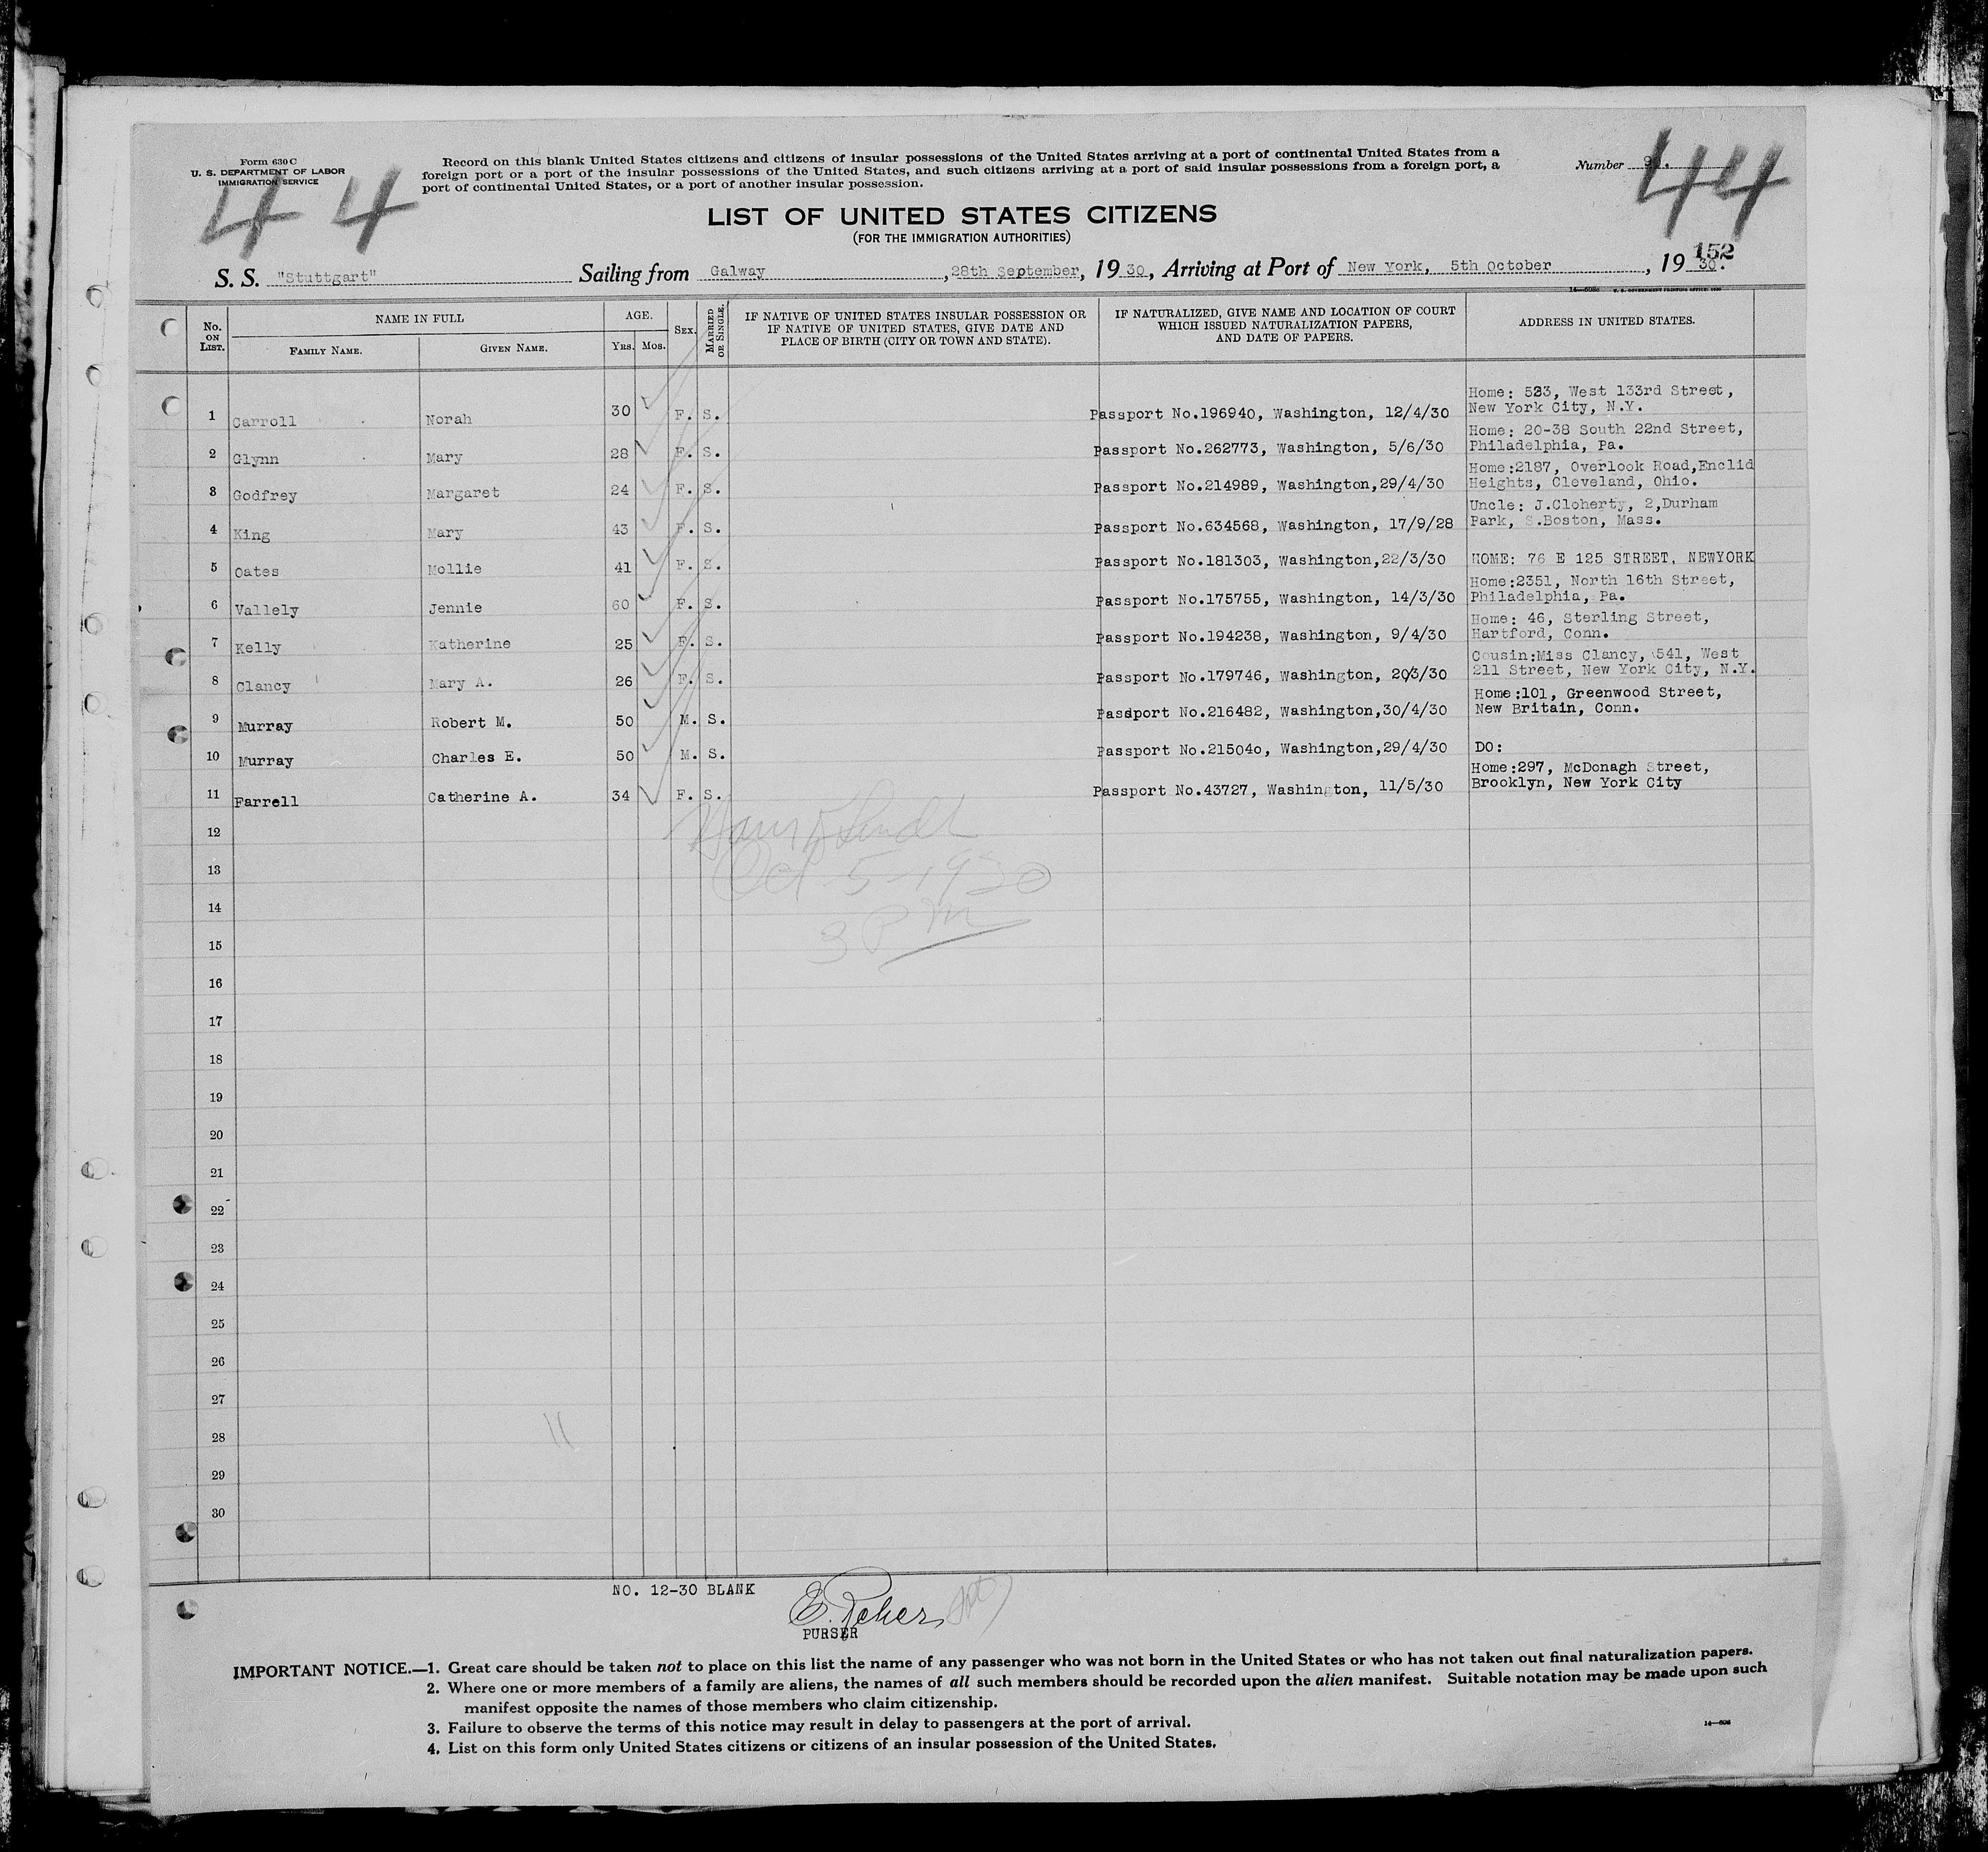 Form 630 C
U. S. DEPARTMENT OF LABOR
IMMIGRATION SERVICE
44
Record on this blank United States citizens and citizens of insular possessions of the United States arriving at a port of continental United States from a
foreign port or a port of the insular possessions of the United States, and such citizens arriving at a port of said insular possessions from a foreign port, a
port of continental United States, or a port of another insular possession.
Number
44
LIST OF UNITED STATES CITIZENS
(FOR THE IMMIGRATION AUTHORITIES)
152
S. S. "Stuttgart" Sailing from Galway, 28th September, 19 30, Arriving at Port of New York, 5th October, 19 30.
No. ON LIST. NAME IN FULL FAMILY NAME. GIVEN NAME. AGE. YRS. MOS. SEX. MARRIED OR SINGLE.
IF NATIVE OF UNITED STATES INSULAR POSSESSION OR
IF NATIVE OF UNITED STATES, GIVE DATE AND
PLACE OF BIRTH (CITY OR TOWN AND STATE).
IF NATURALIZED, GIVE NAME AND LOCATION OF COURT
WHICH ISSUED NATURALIZATION PAPERS,
AND DATE OF PAPERS.
ADDRESS IN UNITED STATES.
1 Carroll Norah 30 F. S. Passport No.196940, Washington, 12/4/30 Home: 523, West 133rd Street,
New York City, N.Y.
2 Glynn Mary 28 F. S. Passport No.262773, Washington, 5/6/30 Home: 20-38 South 22nd Street,
Philadelphia, Pa.
3 Godfrey Margaret 24 F. S. Passport No.214989, Washington,29/4/30 Home:2187, Overlook Road,Enclid
Heights, Cleveland, Ohio.
4 King Mary 43 F. S. Passport No.634568, Washington, 17/9/28 Uncle: J.Cloherty, 2,Durham
Park, S.Boston, Mass.
5 Oates Mollie 41 F. S. Passport No.181303, Washington,22/3/30 HOME: 76 E 125 STREET, NEWYORK
6 Vallely Jennie 60 F. S. Passport No.175755, Washington, 14/3/30 Home:2351, North 16th Street,
Philadelphia, Pa.
7 Kelly Katherine 25 F. S. Passport No.194238, Washington, 9/4/30 Home: 46, Sterling Street,
Hartford, Conn.
8 Clancy Mary A. 26 F. S. Passport No.179746, Washington, 20/3/30 Cousin:Miss Clancy, 541, West
211 Street, New York City, N.Y.
9 Murray Robert M. 50 M. S. Passport No.216482, Washington,30/4/30 Home:101, Greenwood Street,
New Britain, Conn.
10 Murray Charles E. 50 M. S. Passport No.215040, Washington,29/4/30 DO:
11 Farrell Catherine A. 34 F. S. Passport No.43727, Washington, 11/5/30 Home:297, McDonagh Street,
Brooklyn, New York City
12
13 Oct 5-1930
14
3 PM
15
16
17
18
19
20
21
22
23
24
25
26
27
28 11
29
30
NO. 12-30 BLANK
PURSER
IMPORTANT NOTICE.—1. Great care should be taken not to place on this list the name of any passenger who was not born in the United States or who has not taken out final naturalization papers.
2. Where one or more members of a family are aliens, the names of all such members should be recorded upon the alien manifest. Suitable notation may be made upon such
manifest opposite the names of those members who claim citizenship.
3. Failure to observe the terms of this notice may result in delay to passengers at the port of arrival.
4. List on this form only United States citizens or citizens of an insular possession of the United States.